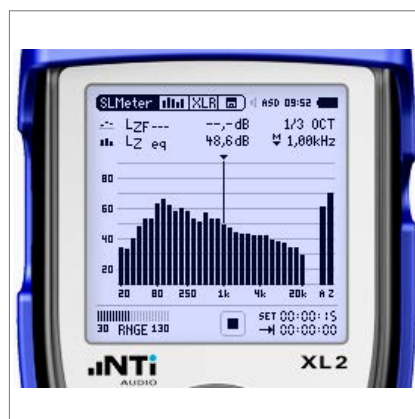 SLMeter XLR ASD 09:52
LZF--- --,-dB 1/3 OCT
LZ eq 48,6dB M 1,00kHz
80
60
40
20
20 80 250 1k 4k 20k A Z
30 RNGE 130
SET 00:00:15
00:00:00
NTi
AUDIO
XL2